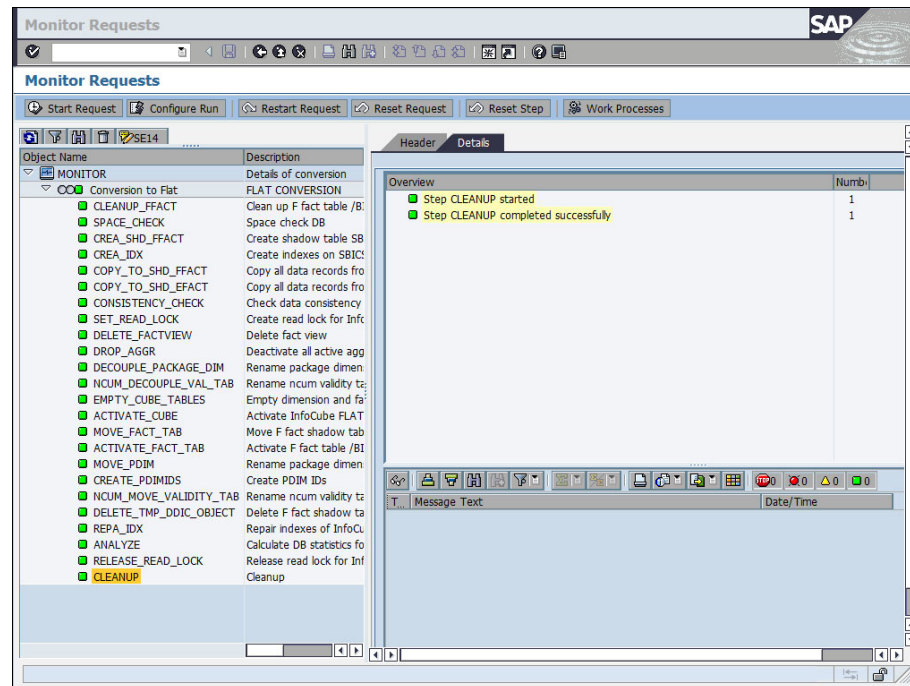 Monitor Requests
SAP
Monitor Requests
Start Request Configure Run Restart Request Reset Request Reset Step Work Processes
SE14
Header Details
Object Name Description
MONITOR Details of conversion
Conversion to Flat FLAT CONVERSION
CLEANUP_FFACT Clean up F fact table /B
SPACE_CHECK Space check DB
CREA_SHD_FFACT Create shadow table SB
CREA_IDX Create indexes on SBICS
COPY_TO_SHD_FFACT Copy all data records fro
COPY_TO_SHD_EFACT Copy all data records fro
CONSISTENCY_CHECK Check data consistency
SET_READ_LOCK Create read lock for Info
DELETE_FACTVIEW Delete fact view
DROP_AGGR Deactivate all active agg
DECOUPLE_PACKAGE_DIM Rename package dimen
NCUM_DECOUPLE_VAL_TAB Rename ncum validity ta
EMPTY_CUBE_TABLES Empty dimension and fa
ACTIVATE_CUBE Activate InfoCube FLAT
MOVE_FACT_TAB Move F fact shadow tab
ACTIVATE_FACT_TAB Activate F fact table /BI
MOVE_PDIM Rename package dimen
CREATE_PDIMIDS Create PDIM IDs
NCUM_MOVE_VALIDITY_TAB Rename ncum validity ta
DELETE_TMP_DDIC_OBJECT Delete F fact shadow ta
REPA_IDX Repair indexes of InfoCu
ANALYZE Calculate DB statistics fo
RELEASE_READ_LOCK Release read lock for Inf
CLEANUP Cleanup
Overview Numb
Step CLEANUP started 1
Step CLEANUP completed successfully 1
0 0 0 0
T... Message Text Date/Time